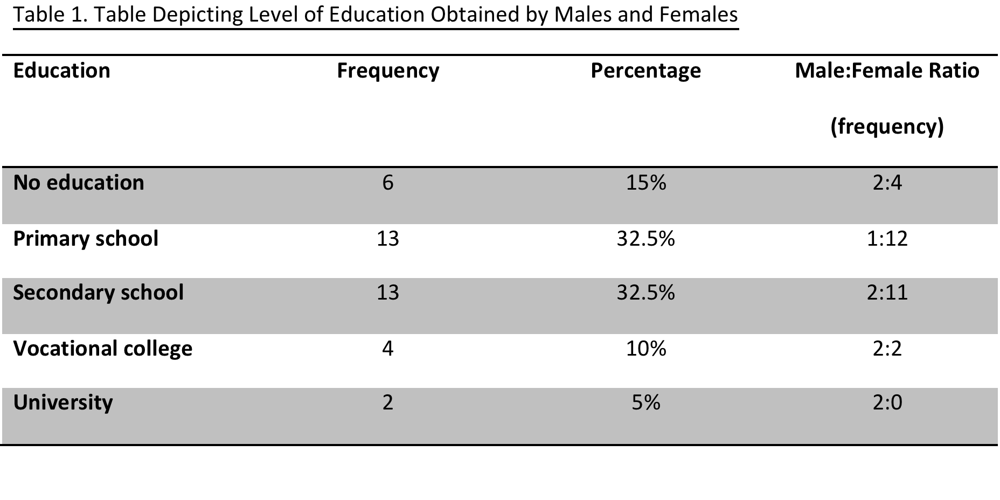 Table 1. Table Depicting Level of Education Obtained by Males and Females
Education Frequency Percentage Male:Female Ratio
(frequency)
No education 6 15% 2:4
Primary school 13 32.5% 1:12
Secondary school 13 32.5% 2:11
Vocational college 4 10% 2:2
University 2 5% 2:0